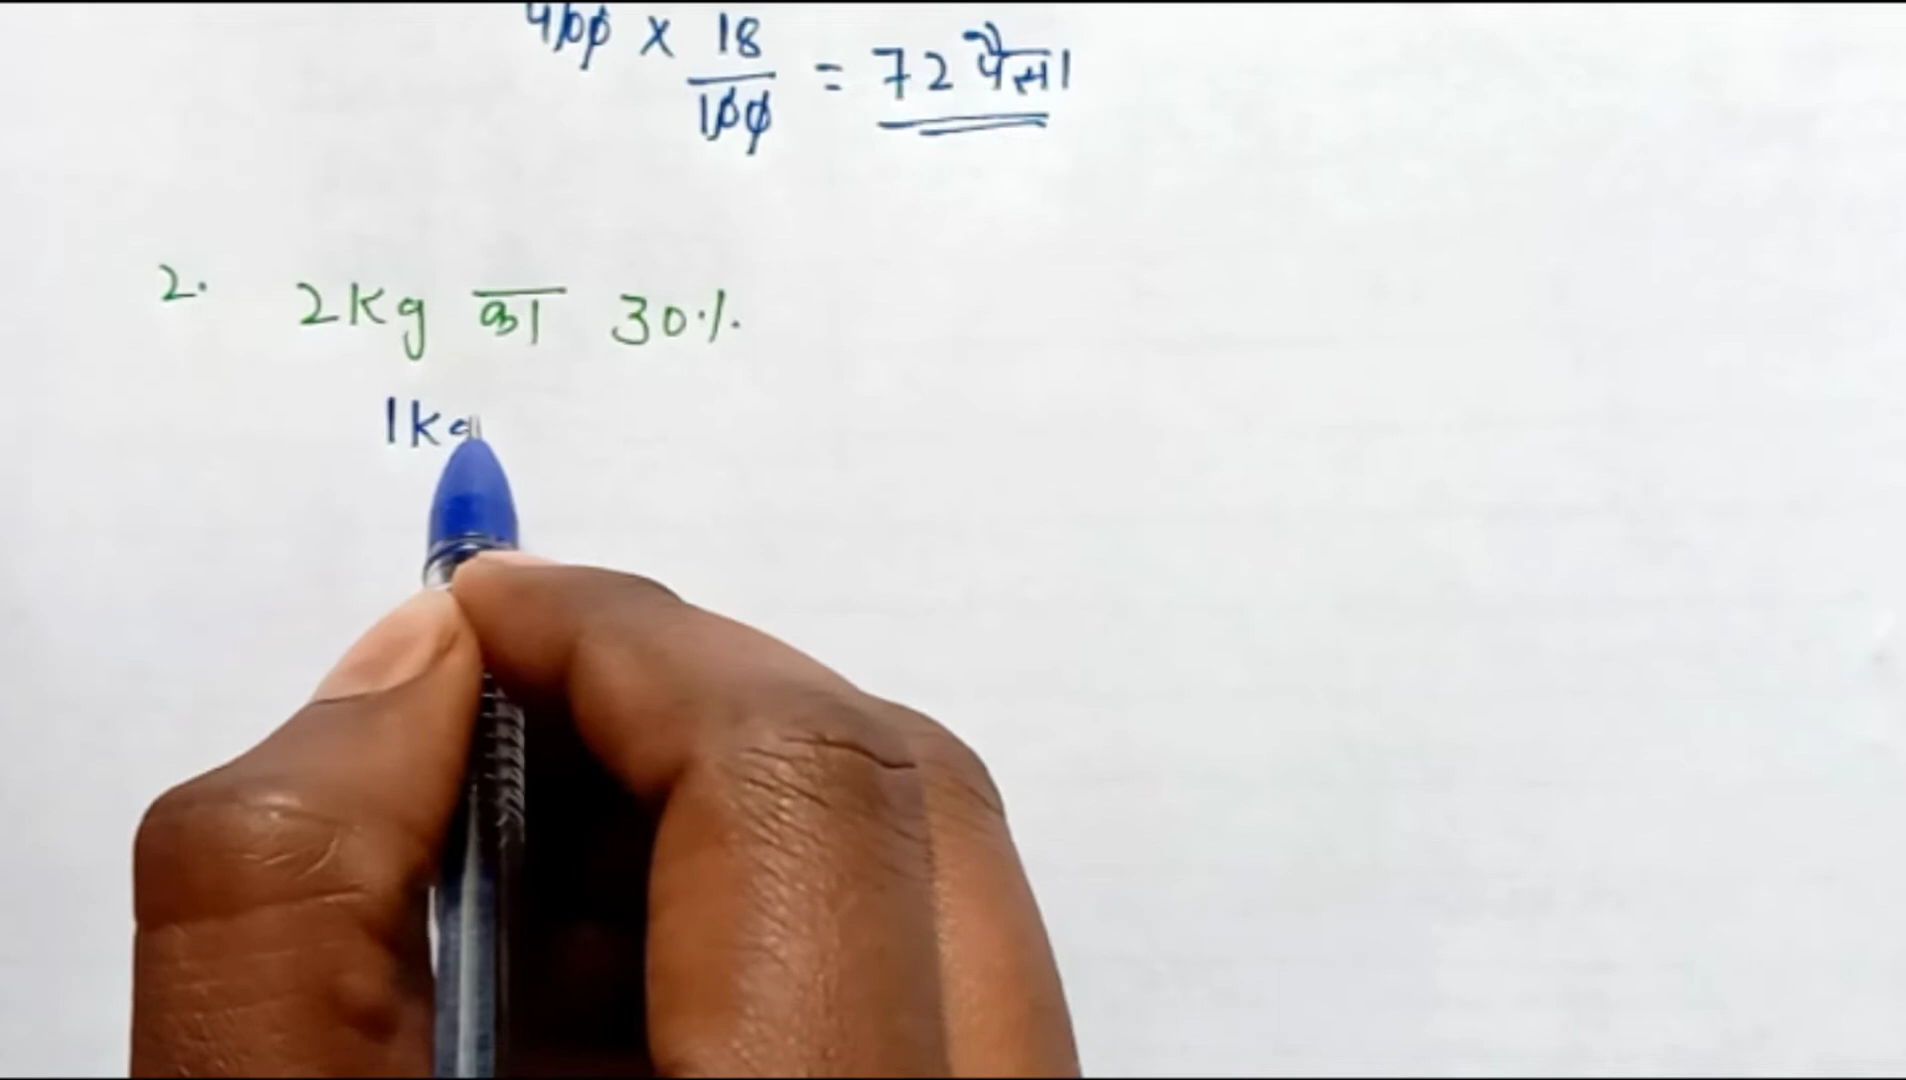 400 × 18/100 = 72 पैसा
2. 2kg का 30%
1kg